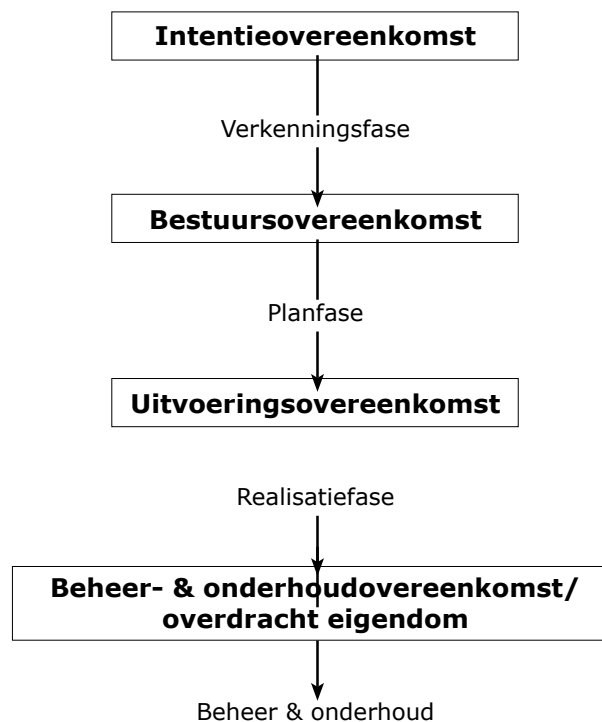 Intentieovereenkomst
Verkenningsfase
Bestuursovereenkomst
Planfase
Uitvoeringsovereenkomst
Realisatiefase
Beheer- & onderhoudovereenkomst/
overdracht eigendom
Beheer & onderhoud